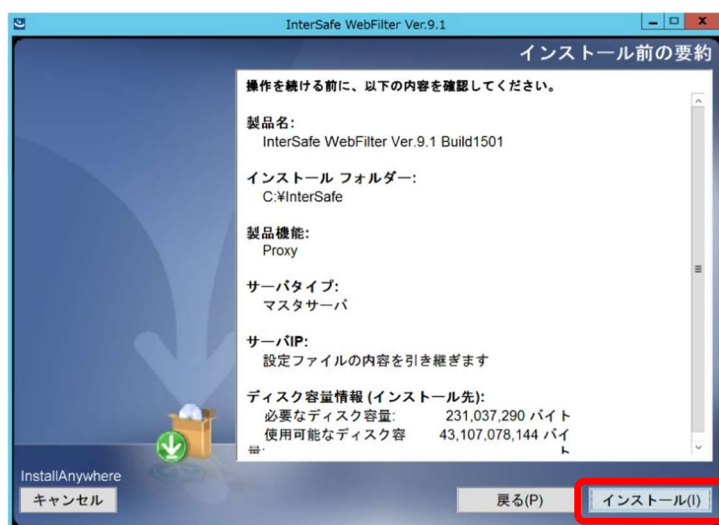 InterSafe WebFilter Ver.9.1
インストール前の要約
操作を続ける前に、以下の内容を確認してください。
製品名:
InterSafe WebFilter Ver.9.1 Build1501
インストール フォルダー:
C:¥InterSafe
製品機能:
Proxy
サーバタイプ:
マスタサーバ
サーバIP:
設定ファイルの内容を引き継ぎます
ディスク容量情報 (インストール先):
必要なディスク容量: 231,037,290 バイト
使用可能なディスク容 43,107,078,144 バイ
量: ト
InstallAnywhere
キャンセル 戻る(P) インストール(I)